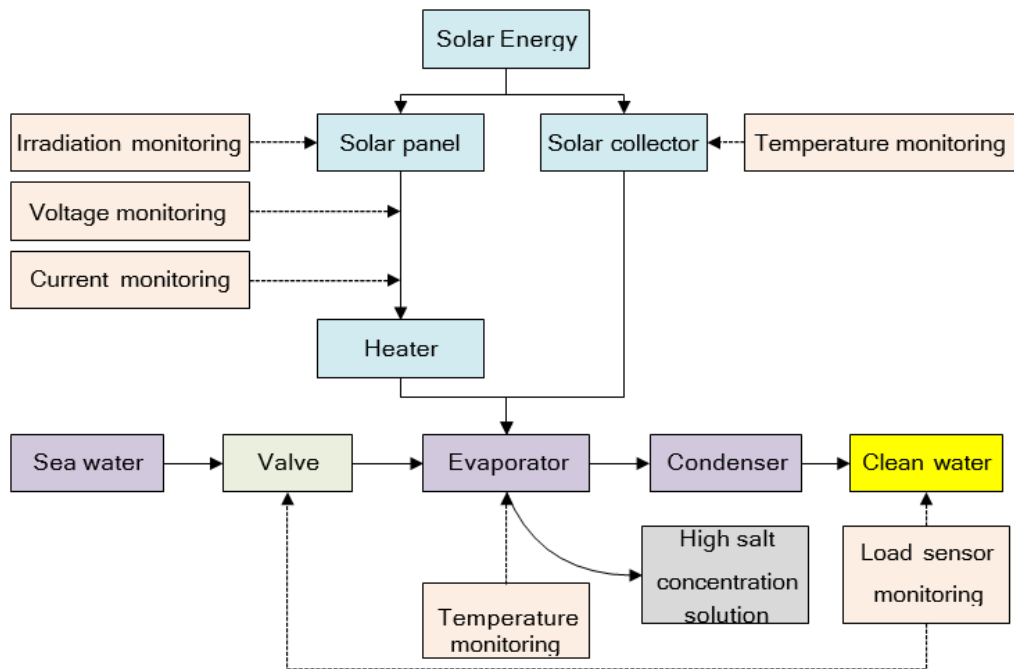 Solar Energy
Irradiation monitoring
Solar panel
Solar collector
Temperature monitoring
Voltage monitoring
Current monitoring
Heater
Sea water
Valve
Evaporator
Condenser
Clean water
High salt
concentration
solution
Load sensor
monitoring
Temperature
monitoring